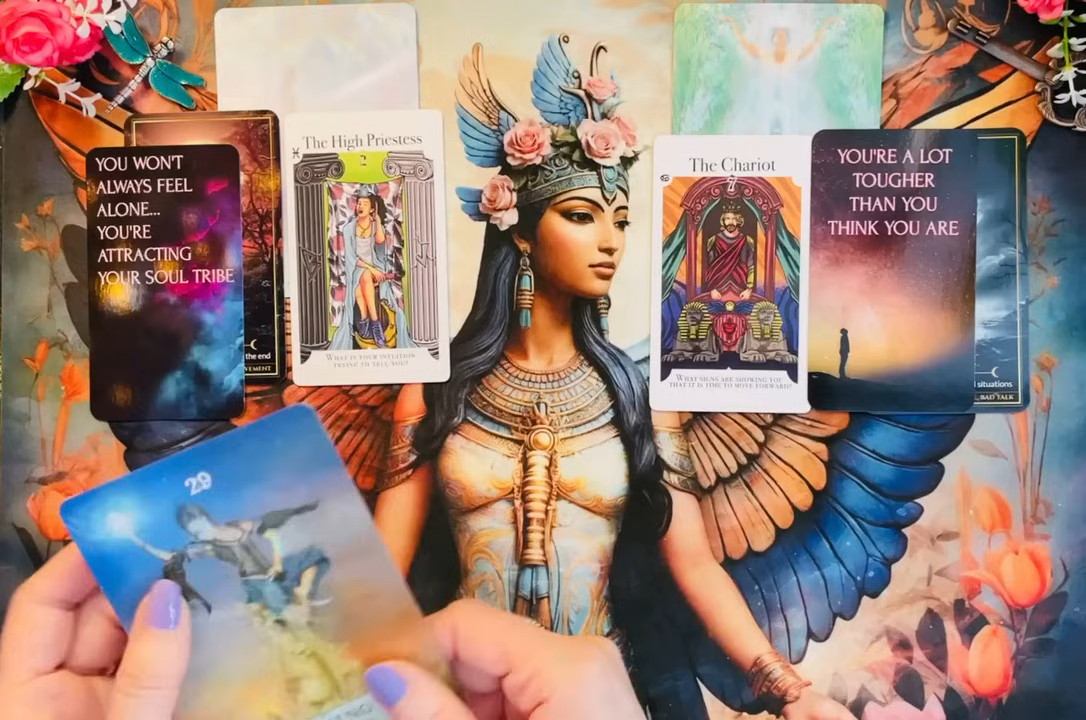 YOU WON'T
ALWAYS FEEL
ALONE...
YOU'RE
ATTRACTING
YOUR SOUL TRIBE
the end
The High Priestess
2
WHAT IS YOUR INTUITION
TRYING TO TELL YOU?
The Chariot
7
WHAT SIGNS ARE SHOWING YOU
THAT IT IS TIME TO MOVE FORWARD?
YOU'RE A LOT
TOUGHER
THAN YOU
THINK YOU ARE
situations
BAD TALK
29